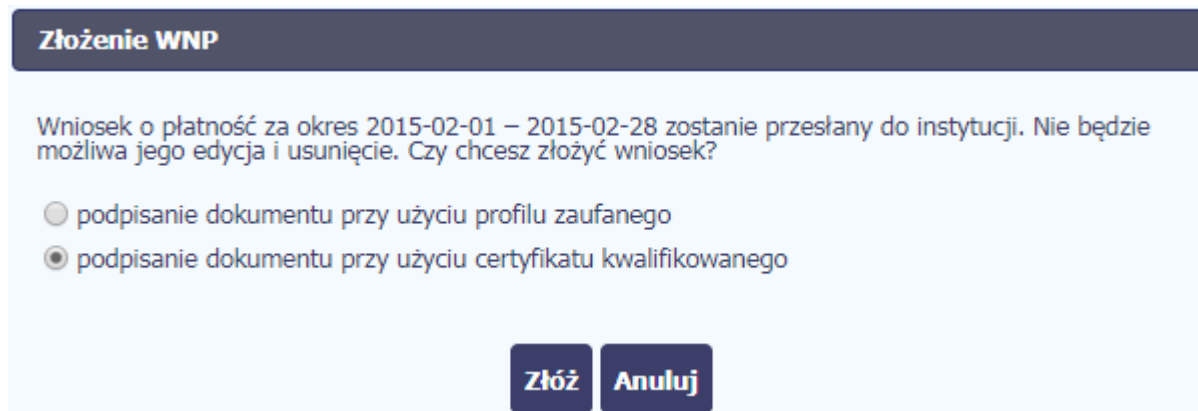 Złożenie WNP
Wniosek o płatność za okres 2015-02-01 – 2015-02-28 zostanie przesłany do instytucji. Nie będzie
możliwa jego edycja i usunięcie. Czy chcesz złożyć wniosek?
podpisanie dokumentu przy użyciu profilu zaufanego
podpisanie dokumentu przy użyciu certyfikatu kwalifikowanego
Złóż Anuluj